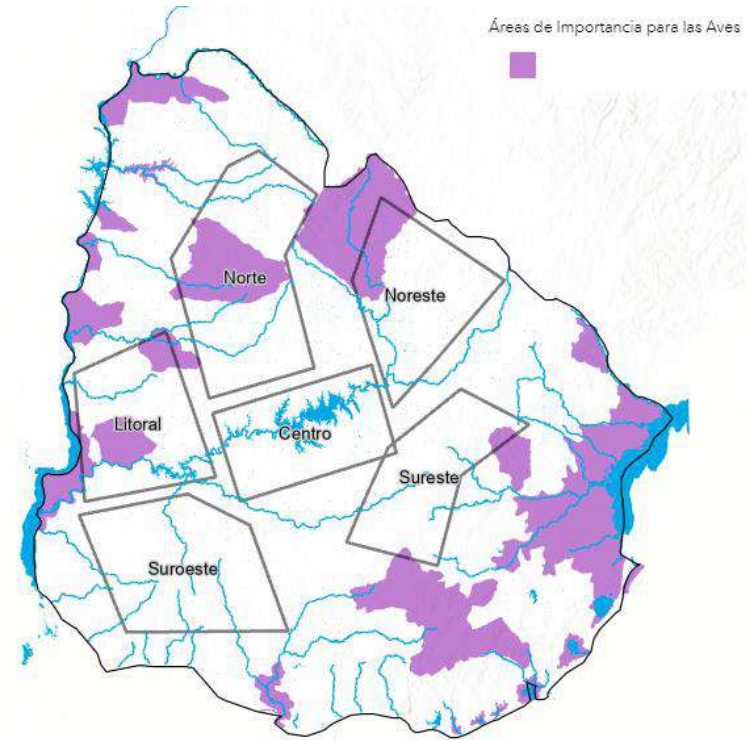 Áreas de Importancia para las Aves
Norte
Noreste
Litoral
Centro
Sureste
Suroeste